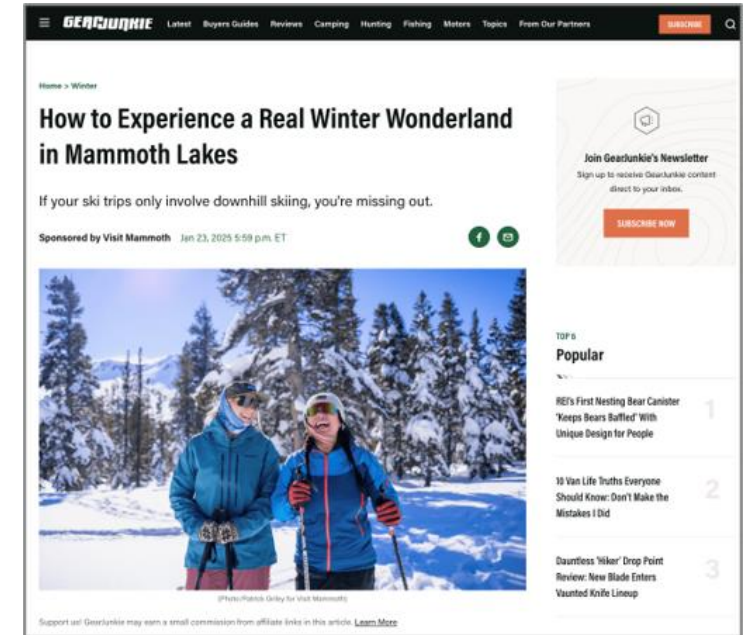 GEARJUNKIE Latest Buyers Guides Reviews Camping Hunting Fishing Motors Topics From Our Partners SUBSCRIBE
Home > Winter
How to Experience a Real Winter Wonderland
in Mammoth Lakes
If your ski trips only involve downhill skiing, you're missing out.
Sponsored by Visit Mammoth Jan 23, 2025 5:59 p.m. ET
(Photo/Patrick Griley for Visit Mammoth)
Support us! GearJunkie may earn a small commission from affiliate links in this article. Learn More
Join GearJunkie's Newsletter
Sign up to receive GearJunkie content
direct to your inbox.
SUBSCRIBE NOW
TOP 6
Popular
REI's First Nesting Bear Canister
'Keeps Bears Baffled' With
Unique Design for People
1
10 Van Life Truths Everyone
Should Know: Don't Make the
Mistakes I Did
2
Dauntless 'Hiker' Drop Point
Review: New Blade Enters
Vaunted Knife Lineup
3